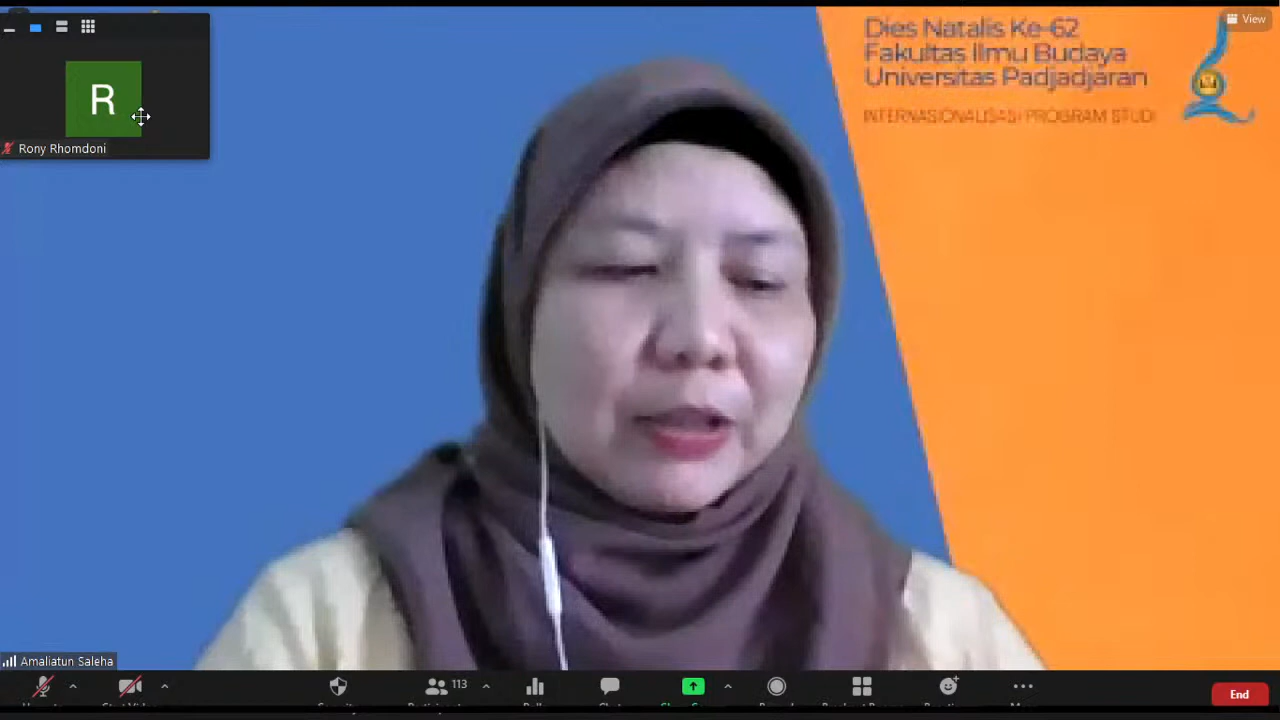 View
Dies Natalis Ke-62
Fakultas Ilmu Budaya
Universitas Padjadjaran
INTERNASIONALISASI PROGRAM STUDI
R
Rony Rhomdoni
Amaliatun Saleha
113
End